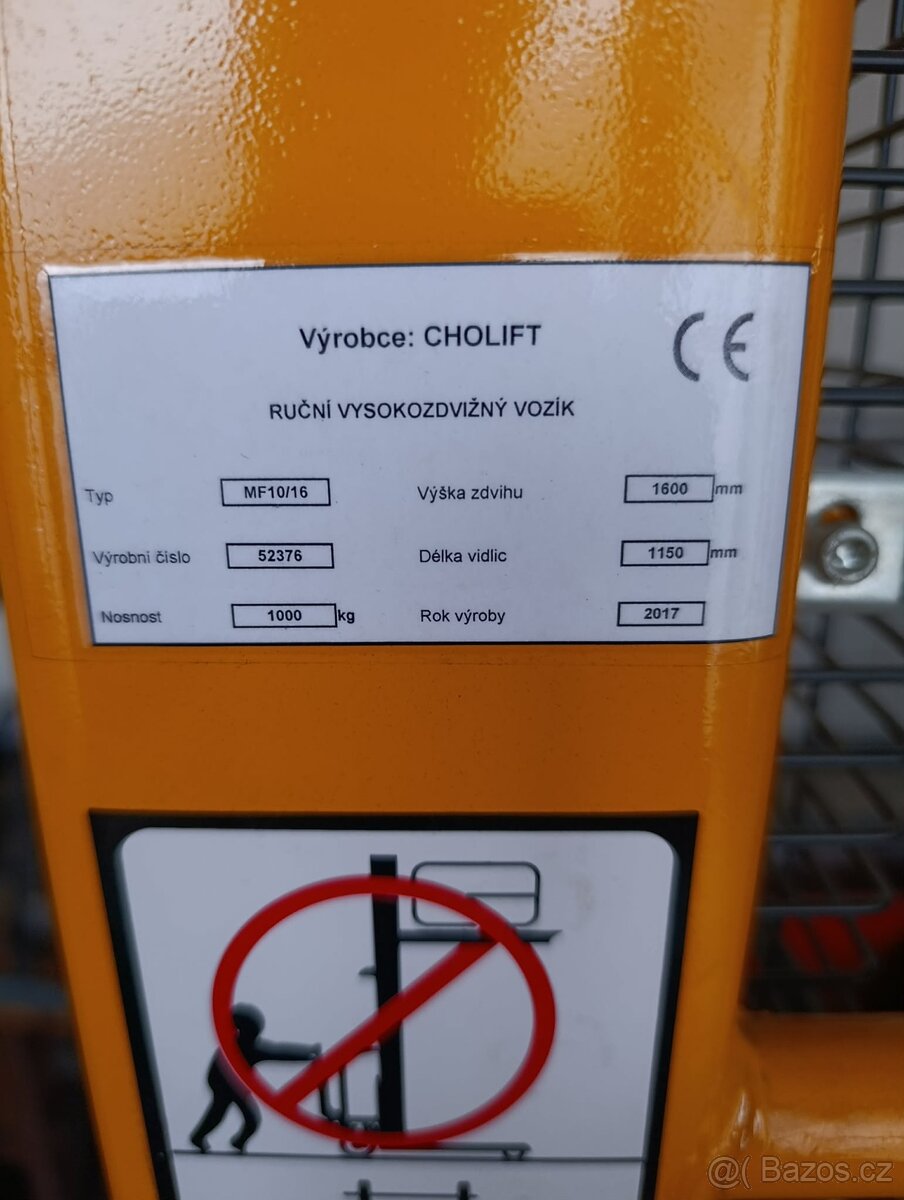 Výrobce: CHOLIFT
CE
RUČNÍ VYSOKOZDVIŽNÝ VOZÍK
Typ MF10/16 Výška zdvihu 1600 mm
Výrobní číslo 52376 Délka vidlic 1150 mm
Nosnost 1000 kg Rok výroby 2017
@( Bazos.cz